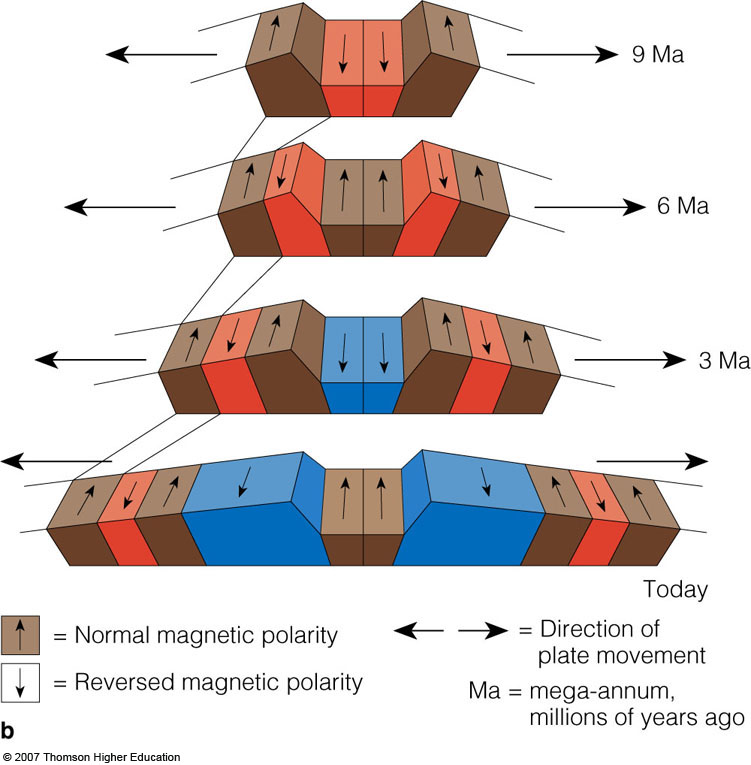 9 Ma
6 Ma
3 Ma
Today
= Normal magnetic polarity
= Reversed magnetic polarity
= Direction of
plate movement
Ma = mega-annum,
millions of years ago
b
© 2007 Thomson Higher Education